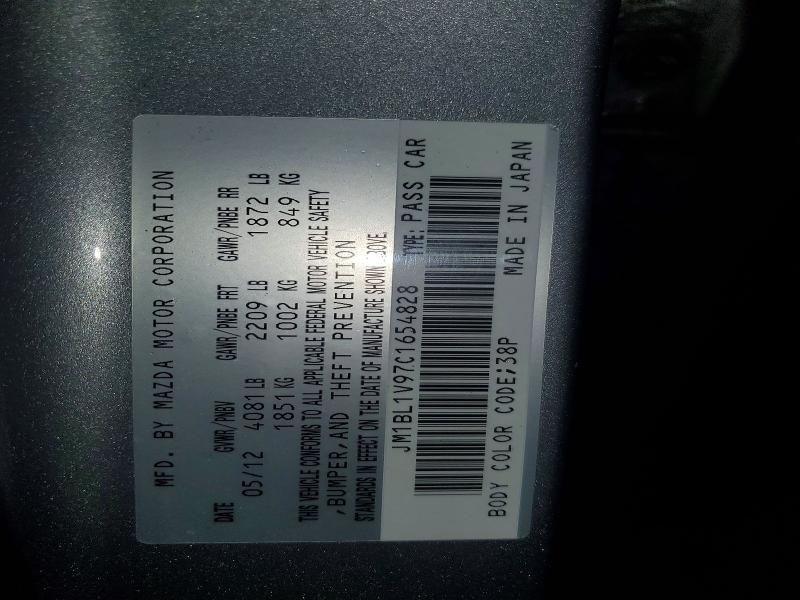 MFD. BY MAZDA MOTOR CORPORATION
DATE GVWR/PNBV GAWR/PNBE FRT GAWR/PNBE RR
05/12 4081 LB 2209 LB 1872 LB
1851 KG 1002 KG 849 KG
THIS VEHICLE CONFORMS TO ALL APPLICABLE FEDERAL MOTOR VEHICLE SAFETY
,BUMPER,AND THEFT PREVENTION
STANDARDS IN EFFECT ON THE DATE OF MANUFACTURE SHOWN ABOVE.
JM1BL1V97C1654828 TYPE: PASS CAR
BODY COLOR CODE;38P MADE IN JAPAN